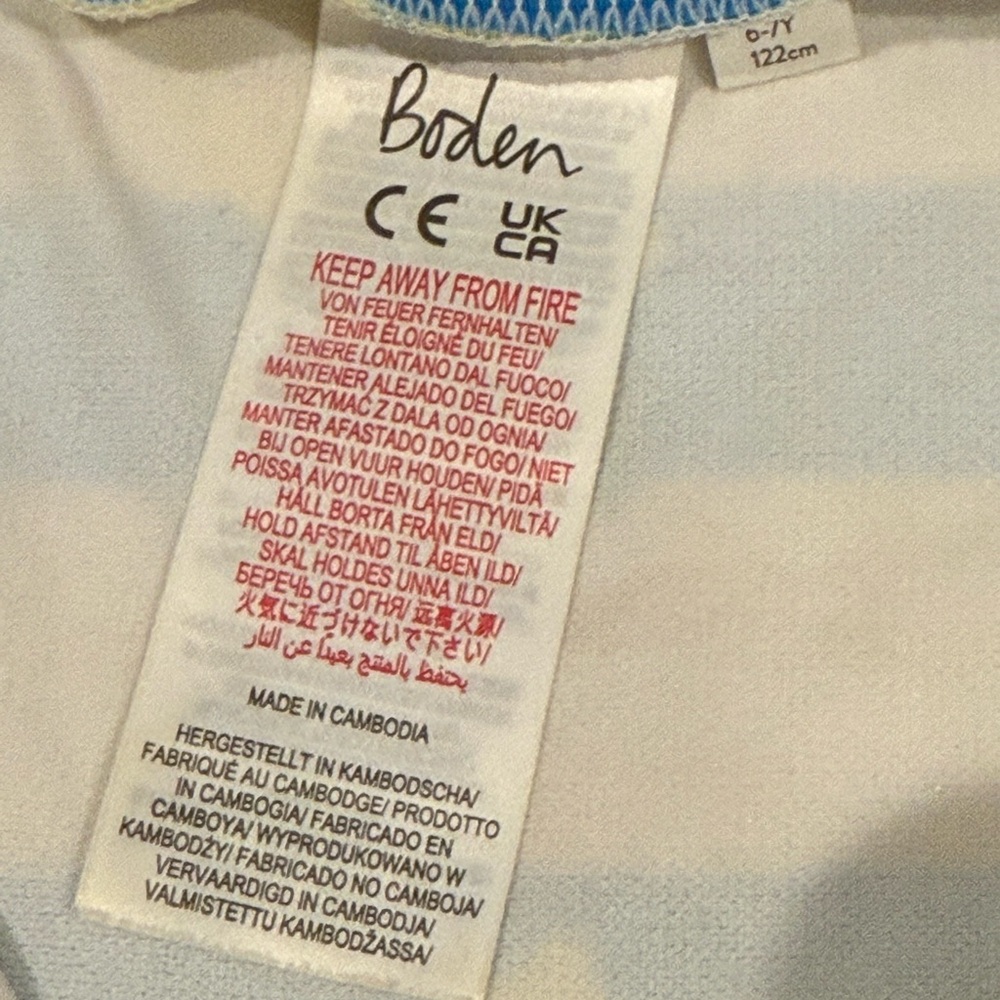 6-7Y
122cm
Boden
CE UK
CA
KEEP AWAY FROM FIRE
VON FEUER FERNHALTEN/
TENIR ÉLOIGNÉ DU FEU/
TENERE LONTANO DAL FUOCO/
MANTENER ALEJADO DEL FUEGO/
TRZYMAĆ Z DALA OD OGNIA/
MANTER AFASTADO DO FOGO/ NIET
BIJ OPEN VUUR HOUDEN/ PIDÄ
POISSA AVOTULEN LÄHETTYVILTÄ/
HÅLL BORTA FRÅN ELD/
HOLD AFSTAND TIL ÅBEN ILD/
SKAL HOLDES UNNA ILD/
БЕРЕЧЬ ОТ ОГНЯ/ 远离火源/
火気に近づけないで下さい/
يحتفظ بالمنتج بعيداً عن النار
MADE IN CAMBODIA
HERGESTELLT IN KAMBODSCHA/
FABRIQUÉ AU CAMBODGE/ PRODOTTO
IN CAMBOGIA/ FABRICADO EN
CAMBOYA/ WYPRODUKOWANO W
KAMBODŻY/ FABRICADO NO CAMBOJA/
VERVAARDIGD IN CAMBODJA/
VALMISTETTU KAMBODŽASSA/